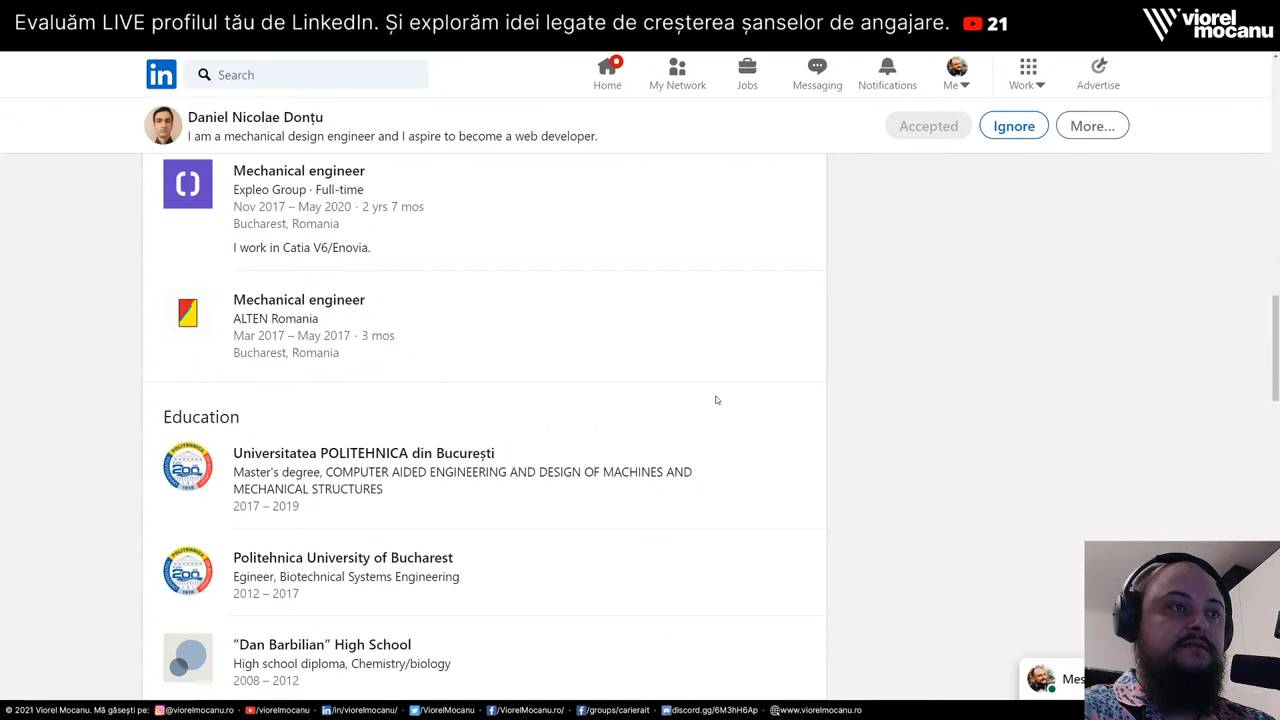 Evaluăm LIVE profilul tău de LinkedIn. Și explorăm idei legate de creșterea șanselor de angajare. 21
viorel
mocanu
in
Search
Home
My Network
Jobs
Messaging
Notifications
Me
Work
Advertise
Daniel Nicolae Donțu
I am a mechanical design engineer and I aspire to become a web developer.
Accepted
Ignore
More...
Mechanical engineer
Expleo Group · Full-time
Nov 2017 – May 2020 · 2 yrs 7 mos
Bucharest, Romania
I work in Catia V6/Enovia.
Mechanical engineer
ALTEN Romania
Mar 2017 – May 2017 · 3 mos
Bucharest, Romania
Education
Universitatea POLITEHNICA din București
Master's degree, COMPUTER AIDED ENGINEERING AND DESIGN OF MACHINES AND
MECHANICAL STRUCTURES
2017 – 2019
Politehnica University of Bucharest
Egineer, Biotechnical Systems Engineering
2012 – 2017
"Dan Barbilian" High School
High school diploma, Chemistry/biology
2008 – 2012
Mes
© 2021 Viorel Mocanu. Mă găsești pe: @viorelmocanu.ro /viorelmocanu /in/viorelmocanu/ /ViorelMocanu /ViorelMocanu.ro/ /groups/carierait discord.gg/6M3hH6Ap www.viorelmocanu.ro